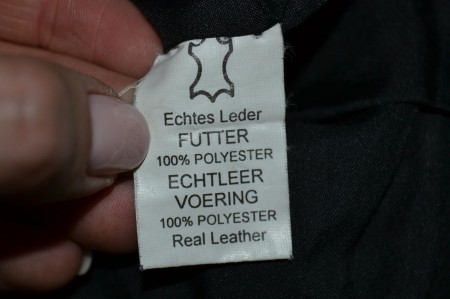 Echtes Leder
FUTTER
100% POLYESTER
ECHTLEER
VOERING
100% POLYESTER
Real Leather